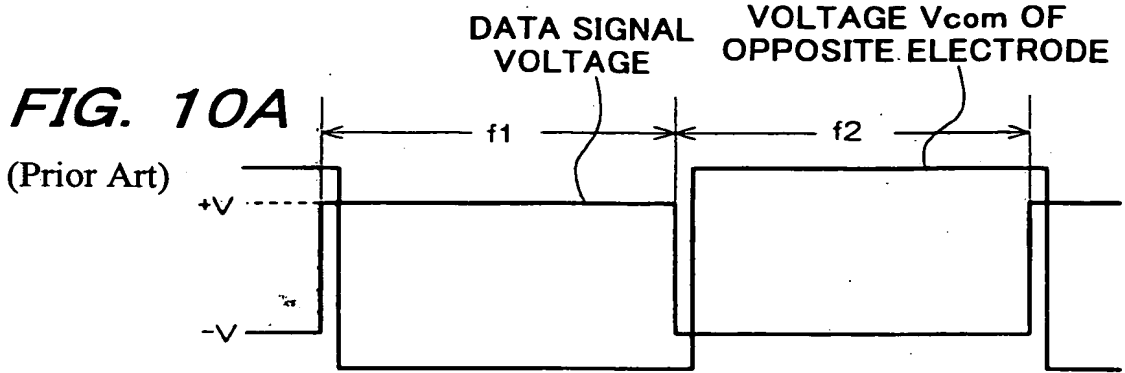 DATA SIGNAL
VOLTAGE
VOLTAGE Vcom OF
OPPOSITE ELECTRODE
FIG. 10A
(Prior Art)
f1
f2
+V
-V